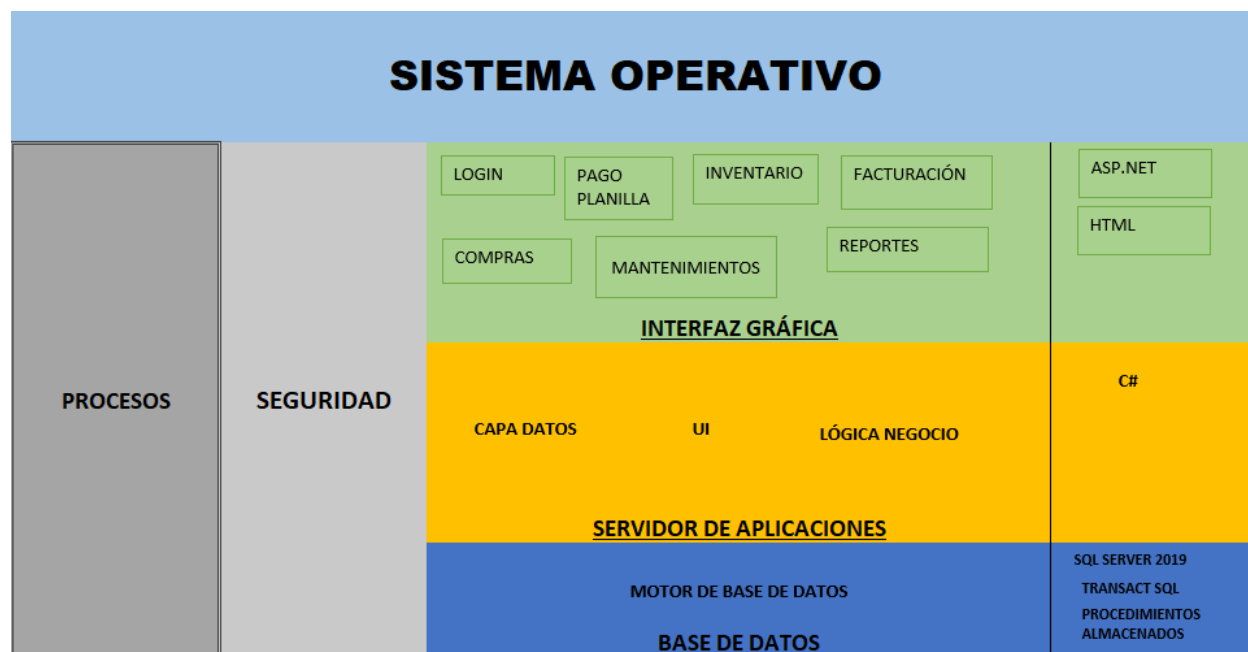 SISTEMA OPERATIVO
PROCESOS
SEGURIDAD
LOGIN
PAGO
PLANILLA
INVENTARIO
FACTURACIÓN
COMPRAS
MANTENIMIENTOS
REPORTES
INTERFAZ GRÁFICA
ASP.NET
HTML
CAPA DATOS
UI
LÓGICA NEGOCIO
SERVIDOR DE APLICACIONES
C#
MOTOR DE BASE DE DATOS
BASE DE DATOS
SQL SERVER 2019
TRANSACT SQL
PROCEDIMIENTOS
ALMACENADOS